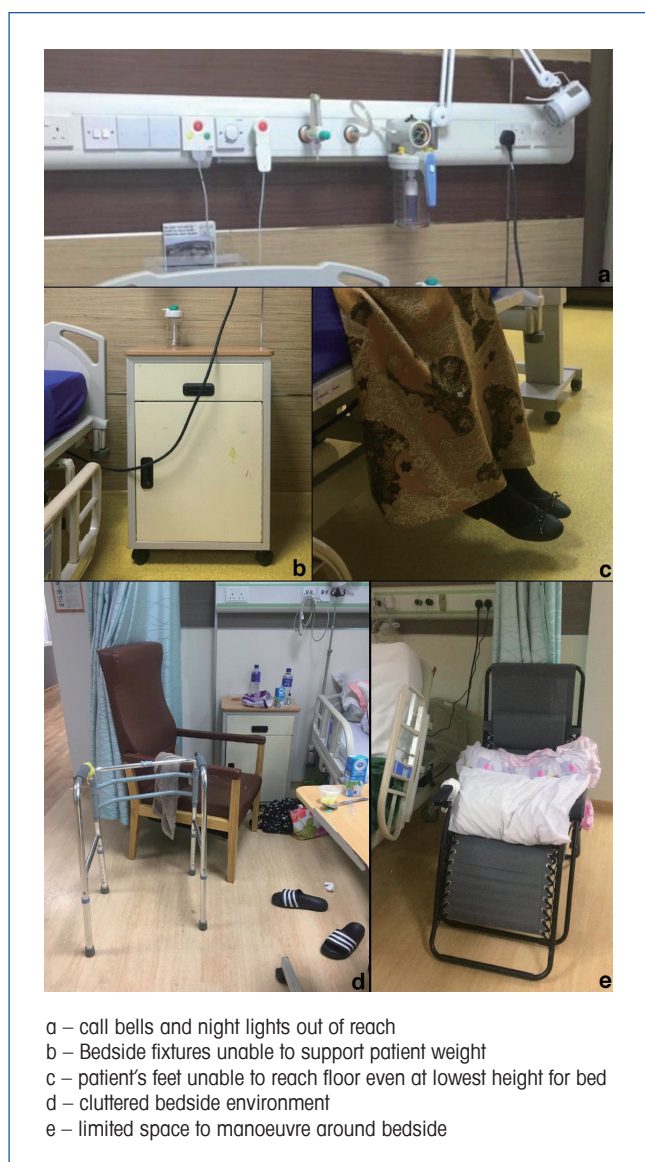 a
b
c
d
e
a – call bells and night lights out of reach
b – Bedside fixtures unable to support patient weight
c – patient's feet unable to reach floor even at lowest height for bed
d – cluttered bedside environment
e – limited space to manoeuvre around bedside